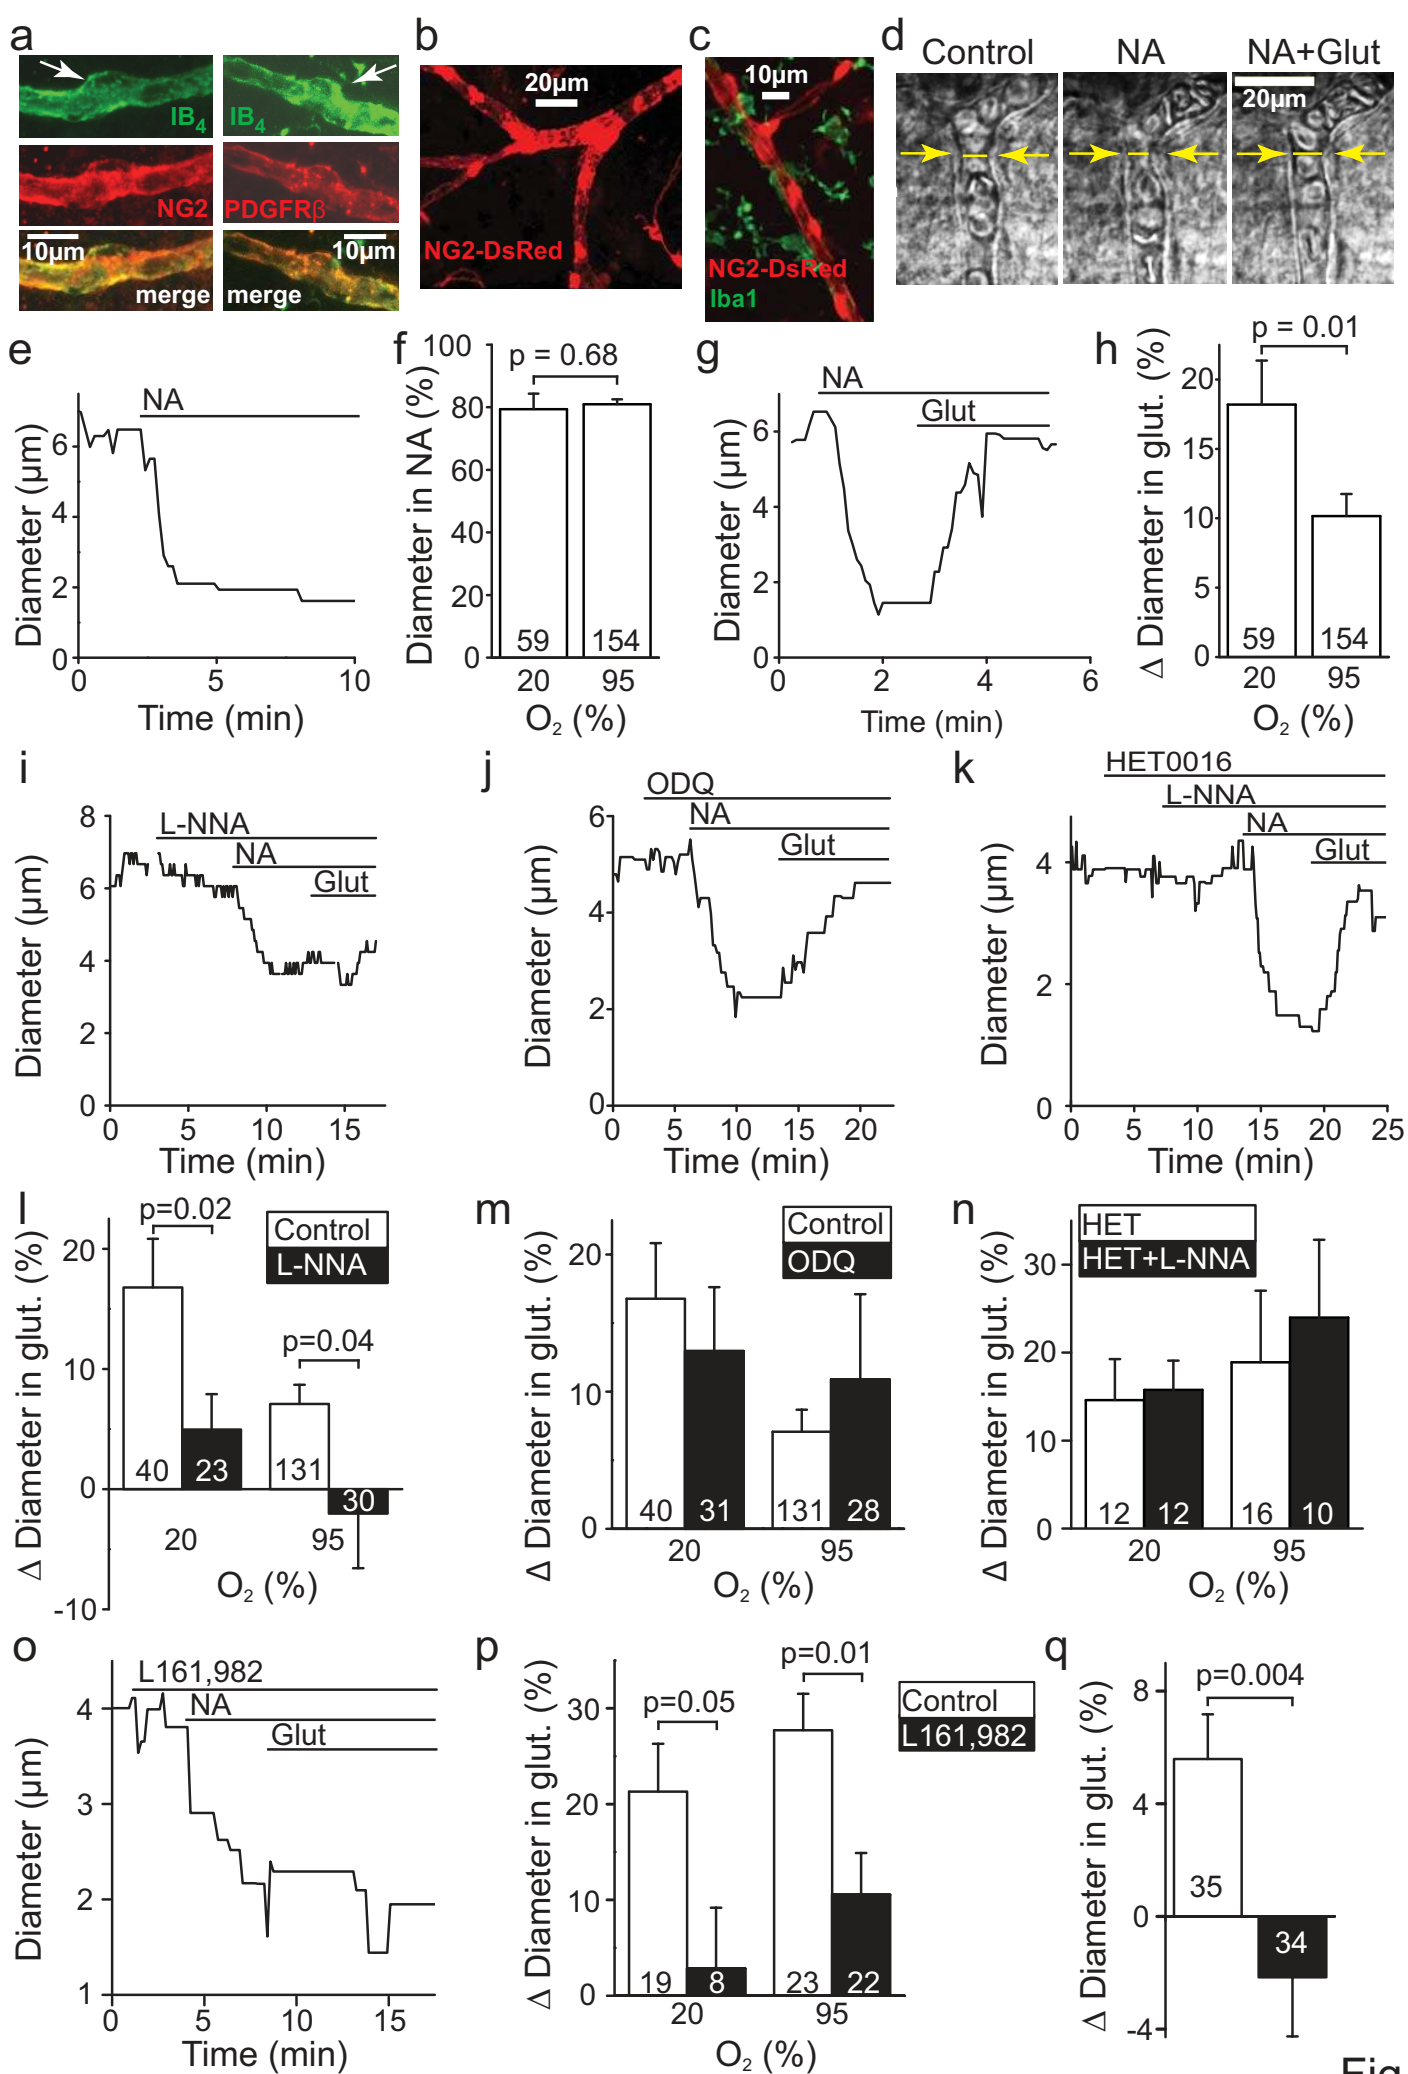 a
IB4
IB4
NG2
PDGFRβ
10µm
merge
10µm
merge
b
20µm
NG2-DsRed
c
10µm
NG2-DsRed
Iba1
d
Control
NA
NA+Glut
20µm
e
NA
Diameter (µm)
6
4
2
0
0
5
10
Time (min)
f
p = 0.68
Diameter in NA (%)
100
80
60
40
20
0
59
154
20
95
O2 (%)
g
NA
Glut
Diameter (µm)
6
4
2
0
0
2
4
6
Time (min)
h
p = 0.01
Δ Diameter in glut. (%)
20
15
10
5
0
59
154
20
95
O2 (%)
i
L-NNA
NA
Glut
Diameter (µm)
8
6
4
2
0
0
5
10
15
Time (min)
j
ODQ
NA
Glut
Diameter (µm)
6
4
2
0
0
5
10
15
20
Time (min)
k
HET0016
L-NNA
NA
Glut
Diameter (µm)
4
2
0
0
5
10
15
20
25
Time (min)
l
p=0.02
p=0.04
Control
L-NNA
Δ Diameter in glut. (%)
20
10
0
-10
40
23
131
30
20
95
O2 (%)
m
Control
ODQ
Δ Diameter in glut. (%)
20
10
0
40
31
131
28
20
95
O2 (%)
n
HET
HET+L-NNA
Δ Diameter in glut. (%)
30
20
10
0
12
12
16
10
20
95
O2 (%)
o
L161,982
NA
Glut
Diameter (µm)
4
3
2
1
0
5
10
15
Time (min)
p
p=0.05
p=0.01
Control
L161,982
Δ Diameter in glut. (%)
30
20
10
0
19
8
23
22
20
95
O2 (%)
q
p=0.004
Δ Diameter in glut. (%)
8
4
0
-4
35
34